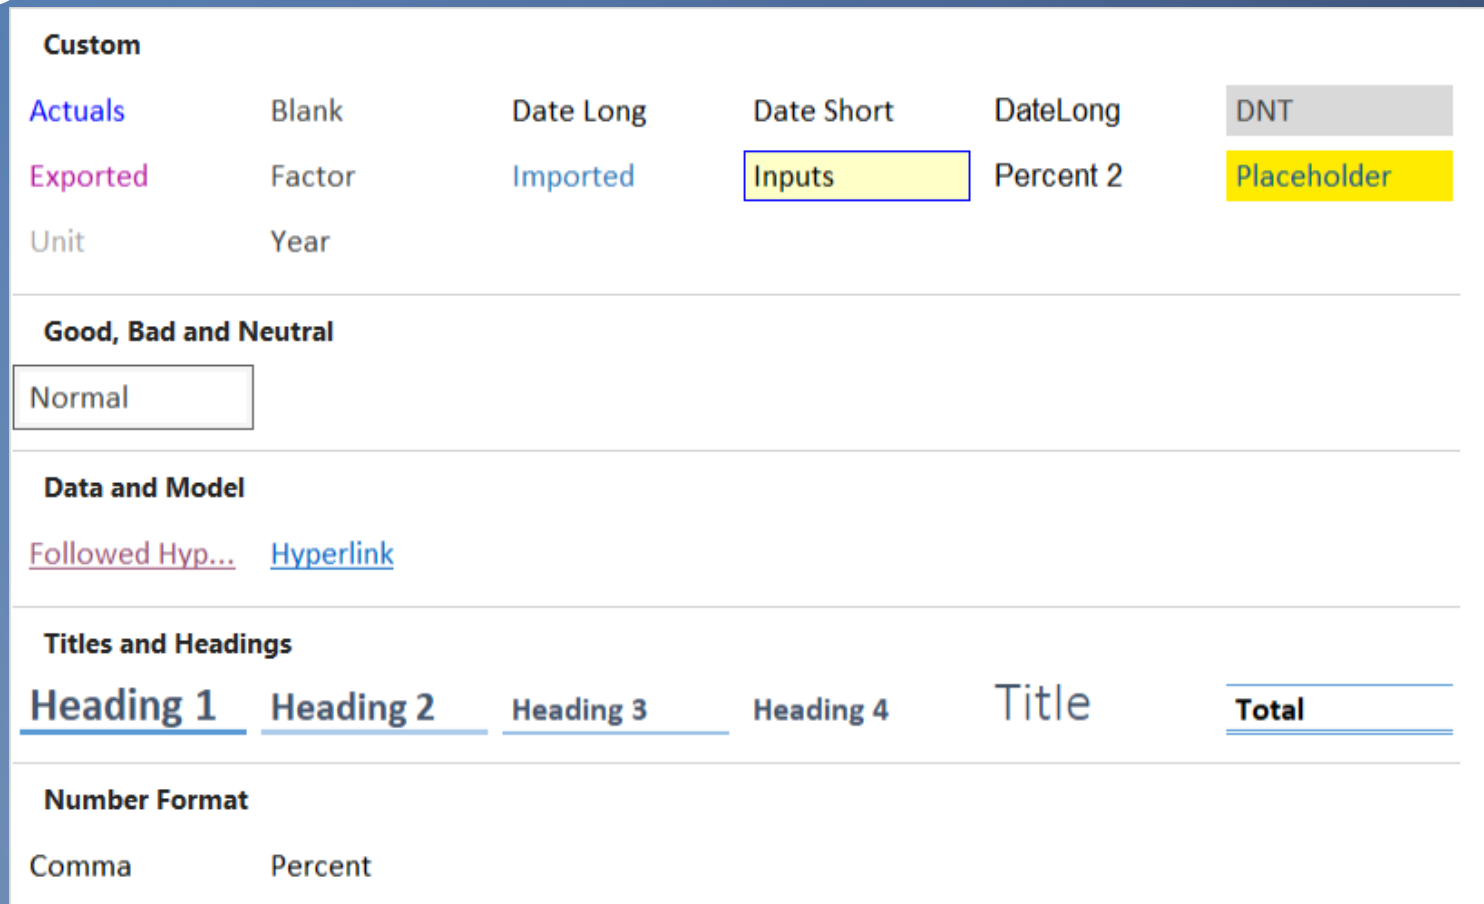 Custom
Actuals Blank Date Long Date Short DateLong DNT
Exported Factor Imported Inputs Percent 2 Placeholder
Unit Year
Good, Bad and Neutral
Normal
Data and Model
Followed Hyp... Hyperlink
Titles and Headings
Heading 1 Heading 2 Heading 3 Heading 4 Title Total
Number Format
Comma Percent